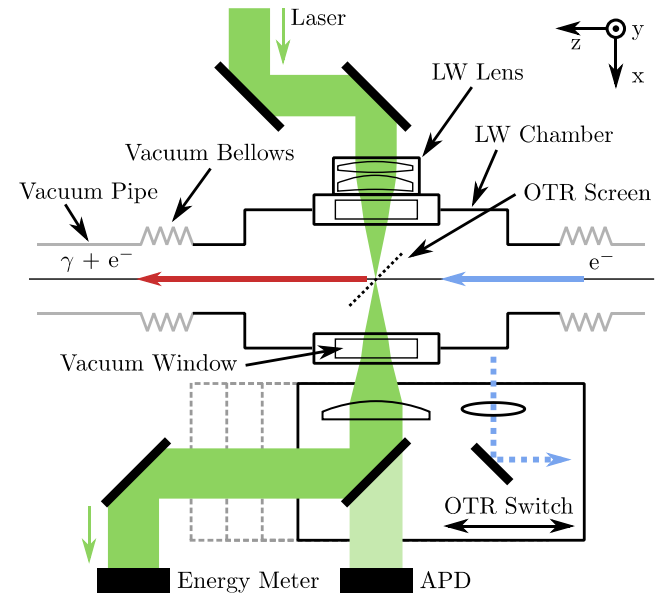 Laser
y
z
x
LW Lens
LW Chamber
Vacuum Bellows
Vacuum Pipe
OTR Screen
γ + e⁻
e⁻
Vacuum Window
OTR Switch
Energy Meter
APD